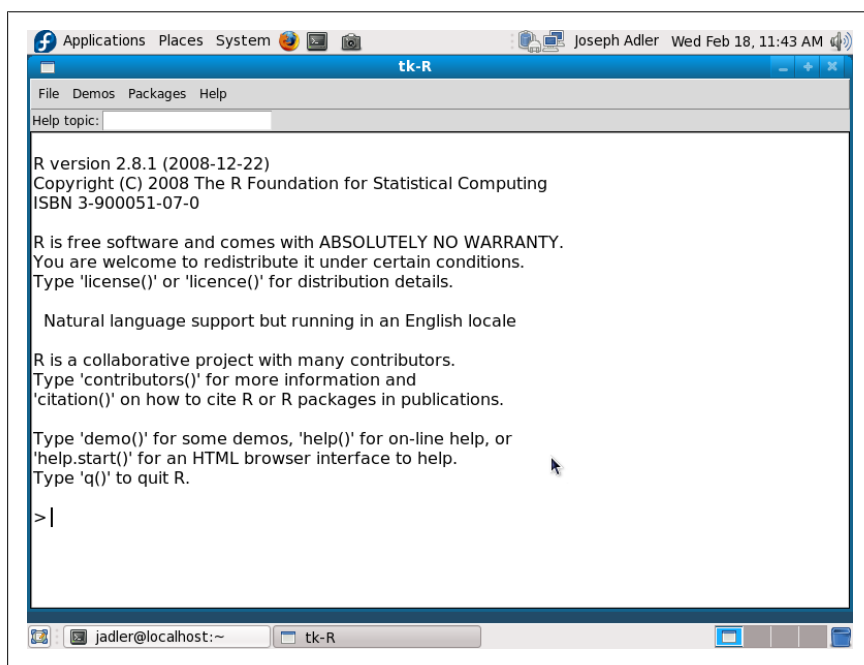 Applications Places System Joseph Adler Wed Feb 18, 11:43 AM
tk-R
File Demos Packages Help
Help topic:
R version 2.8.1 (2008-12-22)
Copyright (C) 2008 The R Foundation for Statistical Computing
ISBN 3-900051-07-0
R is free software and comes with ABSOLUTELY NO WARRANTY.
You are welcome to redistribute it under certain conditions.
Type 'license()' or 'licence()' for distribution details.
Natural language support but running in an English locale
R is a collaborative project with many contributors.
Type 'contributors()' for more information and
'citation()' on how to cite R or R packages in publications.
Type 'demo()' for some demos, 'help()' for on-line help, or
'help.start()' for an HTML browser interface to help.
Type 'q()' to quit R.
>
jadler@localhost:~ tk-R